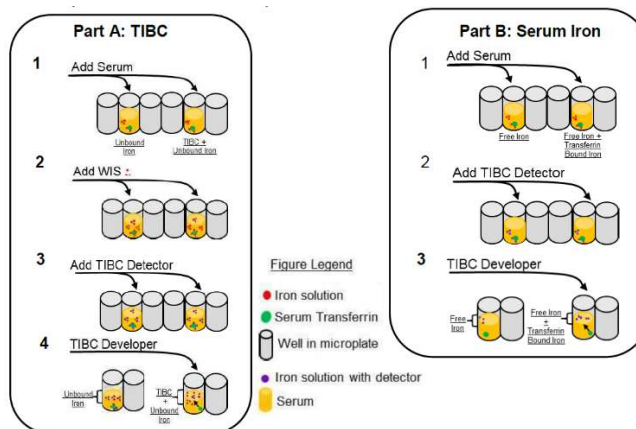 Part A: TIBC
1
Add Serum
Unbound
Iron
TIBC +
Unbound Iron
2
Add WIS
3
Add TIBC Detector
4
TIBC Developer
Unbound
Iron
TIBC
+
Unbound
Iron
Figure Legend
Iron solution
Serum Transferrin
Well in microplate
Iron solution with detector
Serum
Part B: Serum Iron
1
Add Serum
Free Iron
Free Iron +
Transferrin
Bound Iron
2
Add TIBC Detector
3
TIBC Developer
Free
Iron
Free Iron
+
Transferrin
Bound Iron